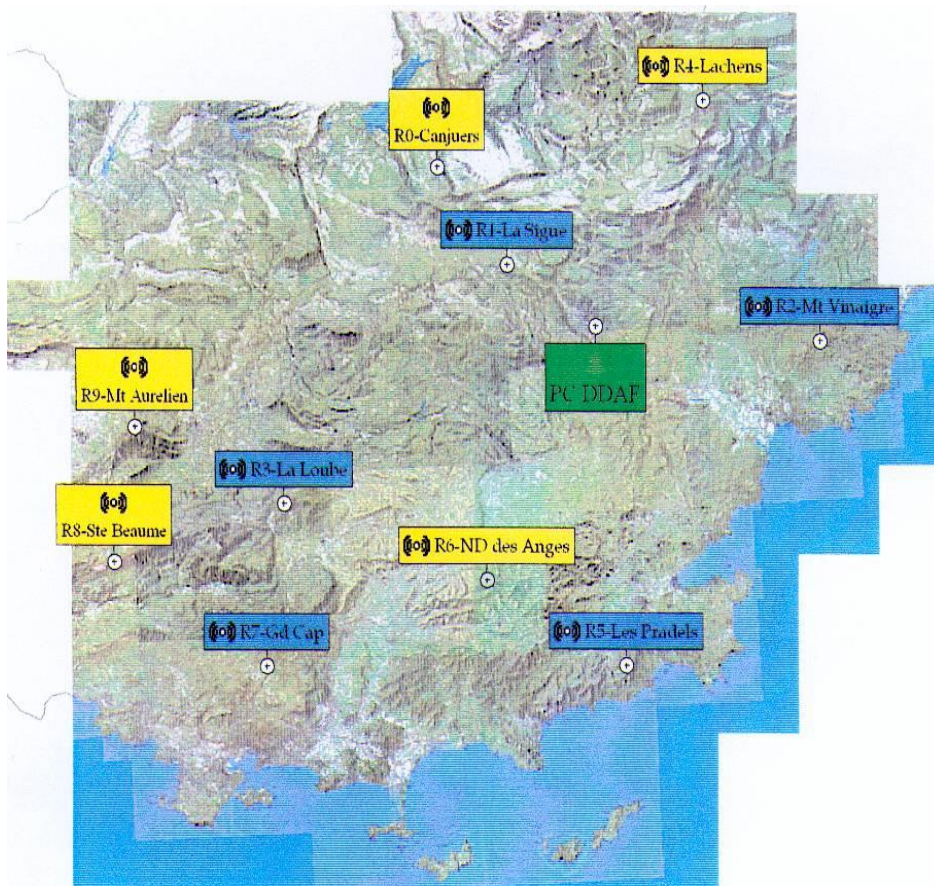 R4-Lachens
R0-Canjuers
R1-La Sigue
R2-Mt Vinaigre
PC DDAF
R9-Mt Aurelien
R3-La Loube
R8-Ste Beaume
R6-ND des Anges
R7-Gd Cap
R5-Les Pradels